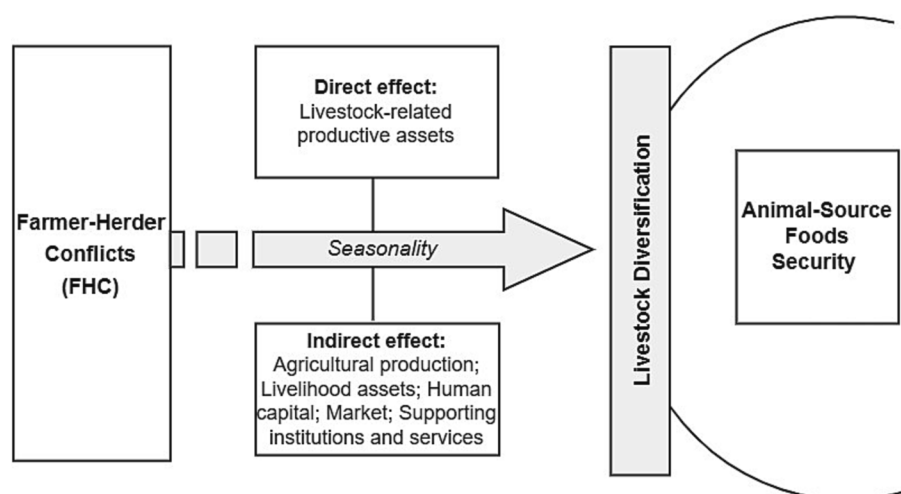 Farmer-Herder
Conflicts
(FHC)
Direct effect:
Livestock-related
productive assets
Seasonality
Indirect effect:
Agricultural production;
Livelihood assets; Human
capital; Market; Supporting
institutions and services
Livestock Diversification
Animal-Source
Foods
Security